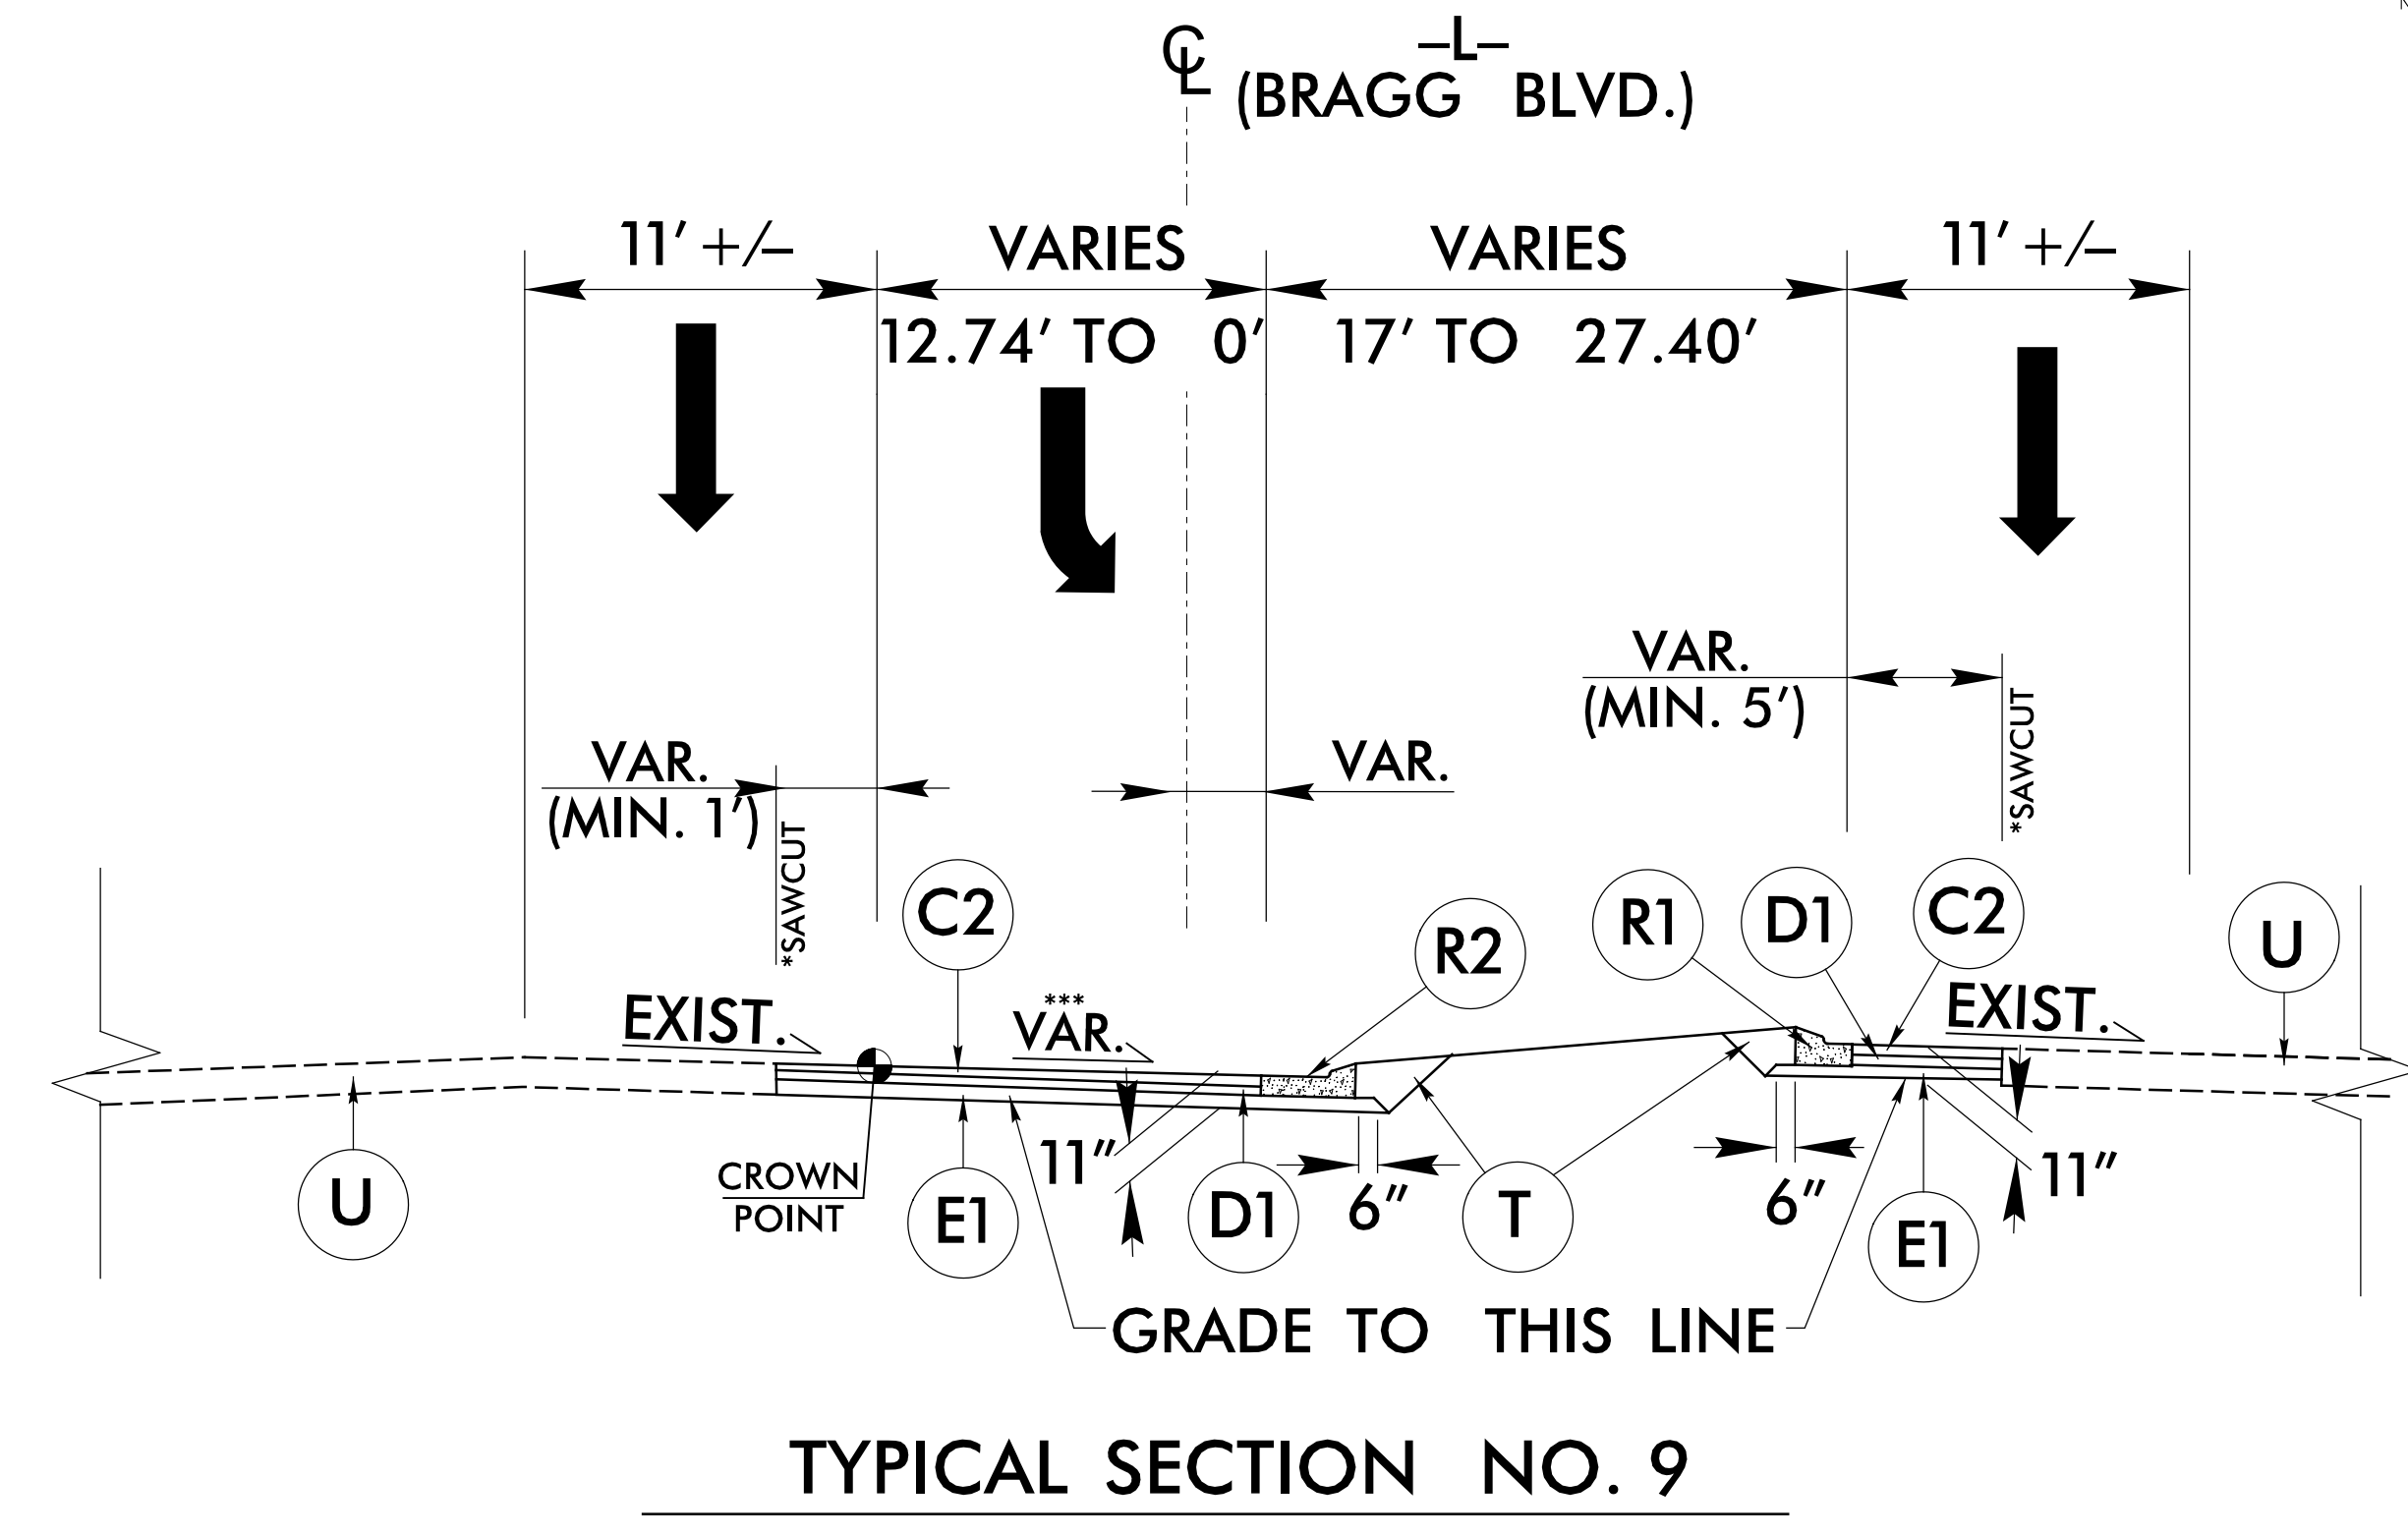 ℄ –L–
(BRAGG BLVD.)
11' +/– VARIES VARIES 11' +/–
12.74' TO 0' 17' TO 27.40'
VAR.
(MIN. 5')
*SAWCUT
VAR.
(MIN. 1')
*SAWCUT
VAR.
C2
R2
R1
D1
C2
U
EXIST.
***
VAR.
EXIST.
U
CROWN
POINT
E1
11"
D1
6"
T
6"
E1
11"
GRADE TO THIS LINE
TYPICAL SECTION NO. 9